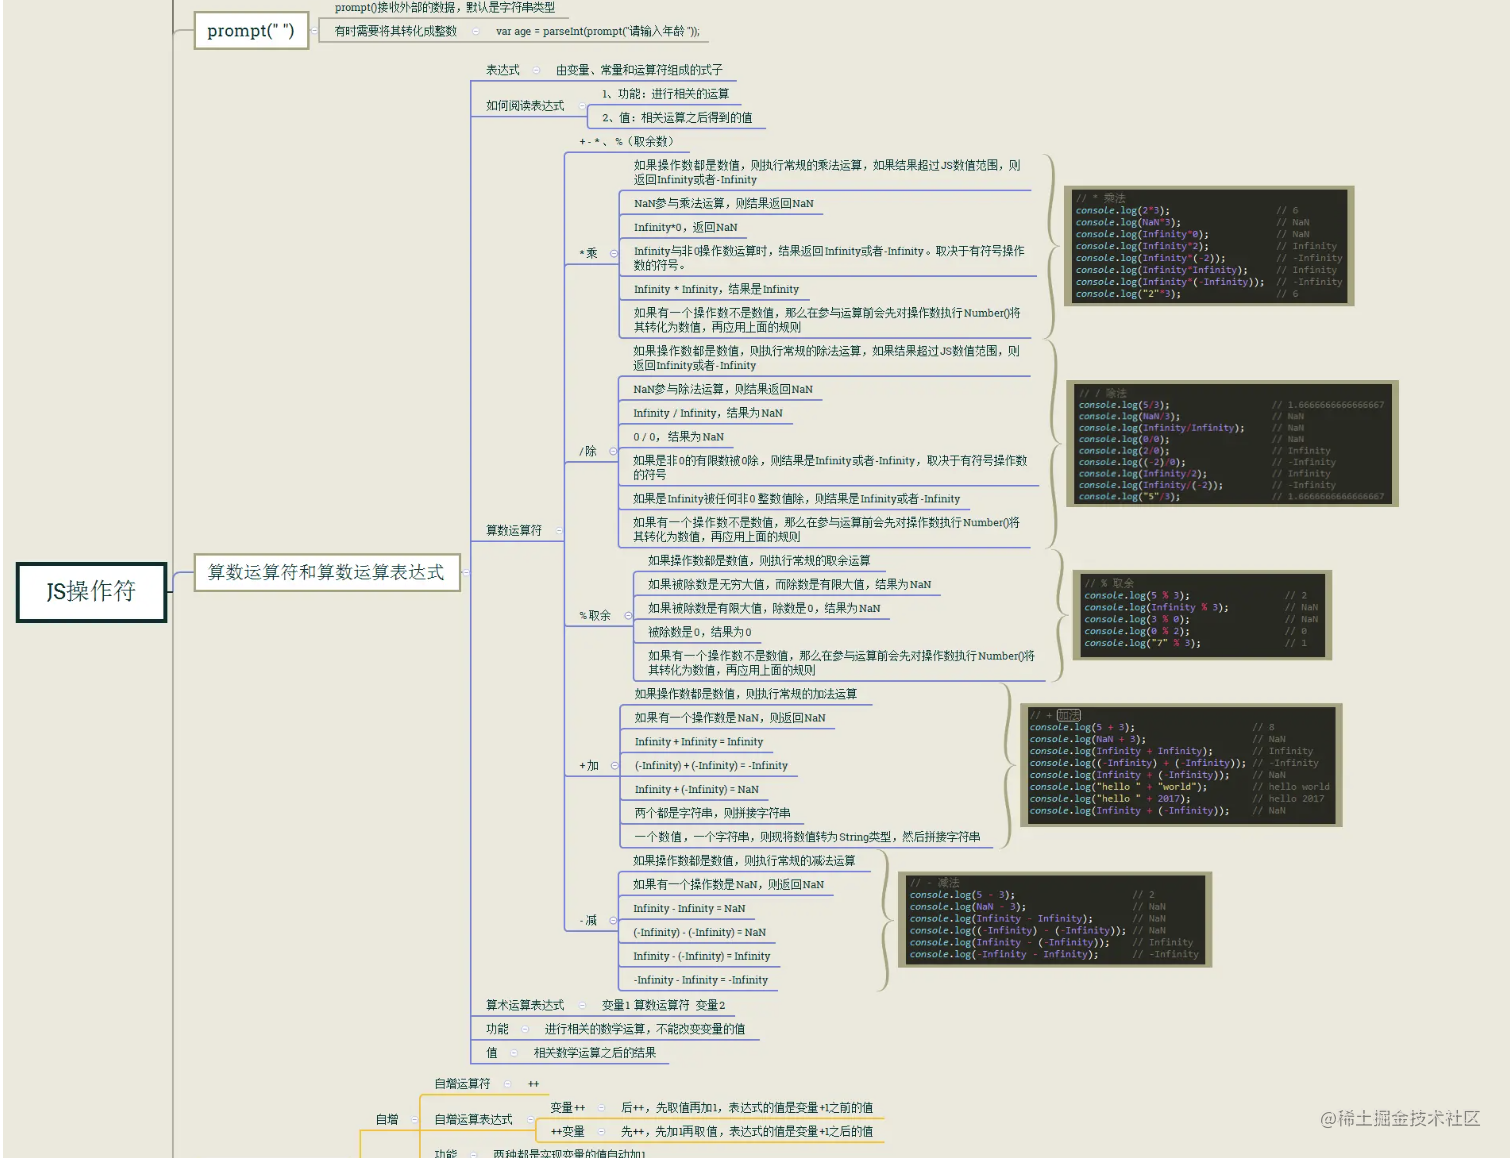 prompt()接收外部的数据，默认是字符串类型
prompt(" ")
有时需要将其转化成整数
var age = parseInt(prompt("请输入年龄 "));
表达式
由变量、常量和运算符组成的式子
如何阅读表达式
1、功能：进行相关的运算
2、值：相关运算之后得到的值
JS操作符
算数运算符和算数运算表达式
算数运算符
+ - * 、 %（取余数）
* 乘
如果操作数都是数值，则执行常规的乘法运算，如果结果超过JS数值范围，则
返回Infinity或者-Infinity
NaN参与乘法运算，则结果返回NaN
Infinity*0，返回NaN
Infinity与非0操作数运算时，结果返回Infinity或者-Infinity。取决于有符号操作
数的符号。
Infinity * Infinity，结果是Infinity
如果有一个操作数不是数值，那么在参与运算前会先对操作数执行Number()将
其转化为数值，再应用上面的规则
// * 乘法
console.log(2*3); // 6
console.log(NaN*3); // NaN
console.log(Infinity*0); // NaN
console.log(Infinity*2); // Infinity
console.log(Infinity*(-2)); // -Infinity
console.log(Infinity*Infinity); // Infinity
console.log(Infinity*(-Infinity)); // -Infinity
console.log("2"*3); // 6
/ 除
如果操作数都是数值，则执行常规的除法运算，如果结果超过JS数值范围，则
返回Infinity或者-Infinity
NaN参与除法运算，则结果返回NaN
Infinity / Infinity，结果为NaN
0 / 0，结果为NaN
如果是非0的有限数被0除，则结果是Infinity或者-Infinity，取决于有符号操作数
的符号
如果是Infinity被任何非0 整数值除，则结果是Infinity或者-Infinity
如果有一个操作数不是数值，那么在参与运算前会先对操作数执行Number()将
其转化为数值，再应用上面的规则
// / 除法
console.log(5/3); // 1.6666666666666667
console.log(NaN/3); // NaN
console.log(Infinity/Infinity); // NaN
console.log(0/0); // NaN
console.log(2/0); // Infinity
console.log((-2)/0); // -Infinity
console.log(Infinity/2); // Infinity
console.log(Infinity/(-2)); // -Infinity
console.log("5"/3); // 1.6666666666666667
% 取余
如果操作数都是数值，则执行常规的取余运算
如果被除数是无穷大值，而除数是有限大值，结果为NaN
如果被除数是有限大值，除数是0，结果为NaN
被除数是0，结果为0
如果有一个操作数不是数值，那么在参与运算前会先对操作数执行Number()将
其转化为数值，再应用上面的规则
// % 取余
console.log(5 % 3); // 2
console.log(Infinity % 3); // NaN
console.log(3 % 0); // NaN
console.log(0 % 2); // 0
console.log("7" % 3); // 1
+ 加
如果操作数都是数值，则执行常规的加法运算
如果有一个操作数是NaN，则返回NaN
Infinity + Infinity = Infinity
(-Infinity) + (-Infinity) = -Infinity
Infinity + (-Infinity) = NaN
两个都是字符串，则拼接字符串
一个数值，一个字符串，则现将数值转为String类型，然后拼接字符串
// + 加法
console.log(5 + 3); // 8
console.log(NaN + 3); // NaN
console.log(Infinity + Infinity); // Infinity
console.log((-Infinity) + (-Infinity)); // -Infinity
console.log(Infinity + (-Infinity)); // NaN
console.log("hello " + "world"); // hello world
console.log("hello " + 2017); // hello 2017
console.log(Infinity + (-Infinity)); // NaN
- 减
如果操作数都是数值，则执行常规的减法运算
如果有一个操作数是NaN，则返回NaN
Infinity - Infinity = NaN
(-Infinity) - (-Infinity) = NaN
Infinity - (-Infinity) = Infinity
-Infinity - Infinity = -Infinity
// - 减法
console.log(5 - 3); // 2
console.log(NaN - 3); // NaN
console.log(Infinity - Infinity); // NaN
console.log((-Infinity) - (-Infinity)); // NaN
console.log(Infinity - (-Infinity)); // Infinity
console.log(-Infinity - Infinity); // -Infinity
算术运算表达式
变量1 算数运算符 变量2
功能
进行相关的数学运算，不能改变变量的值
值
相关数学运算之后的结果
自增
自增运算符
++
自增运算表达式
变量++
后++，先取值再加1，表达式的值是变量+1之前的值
++变量
先++，先加1再取值，表达式的值是变量+1之后的值
功能
两种都是实现变量的值自动加1
@稀土掘金技术社区